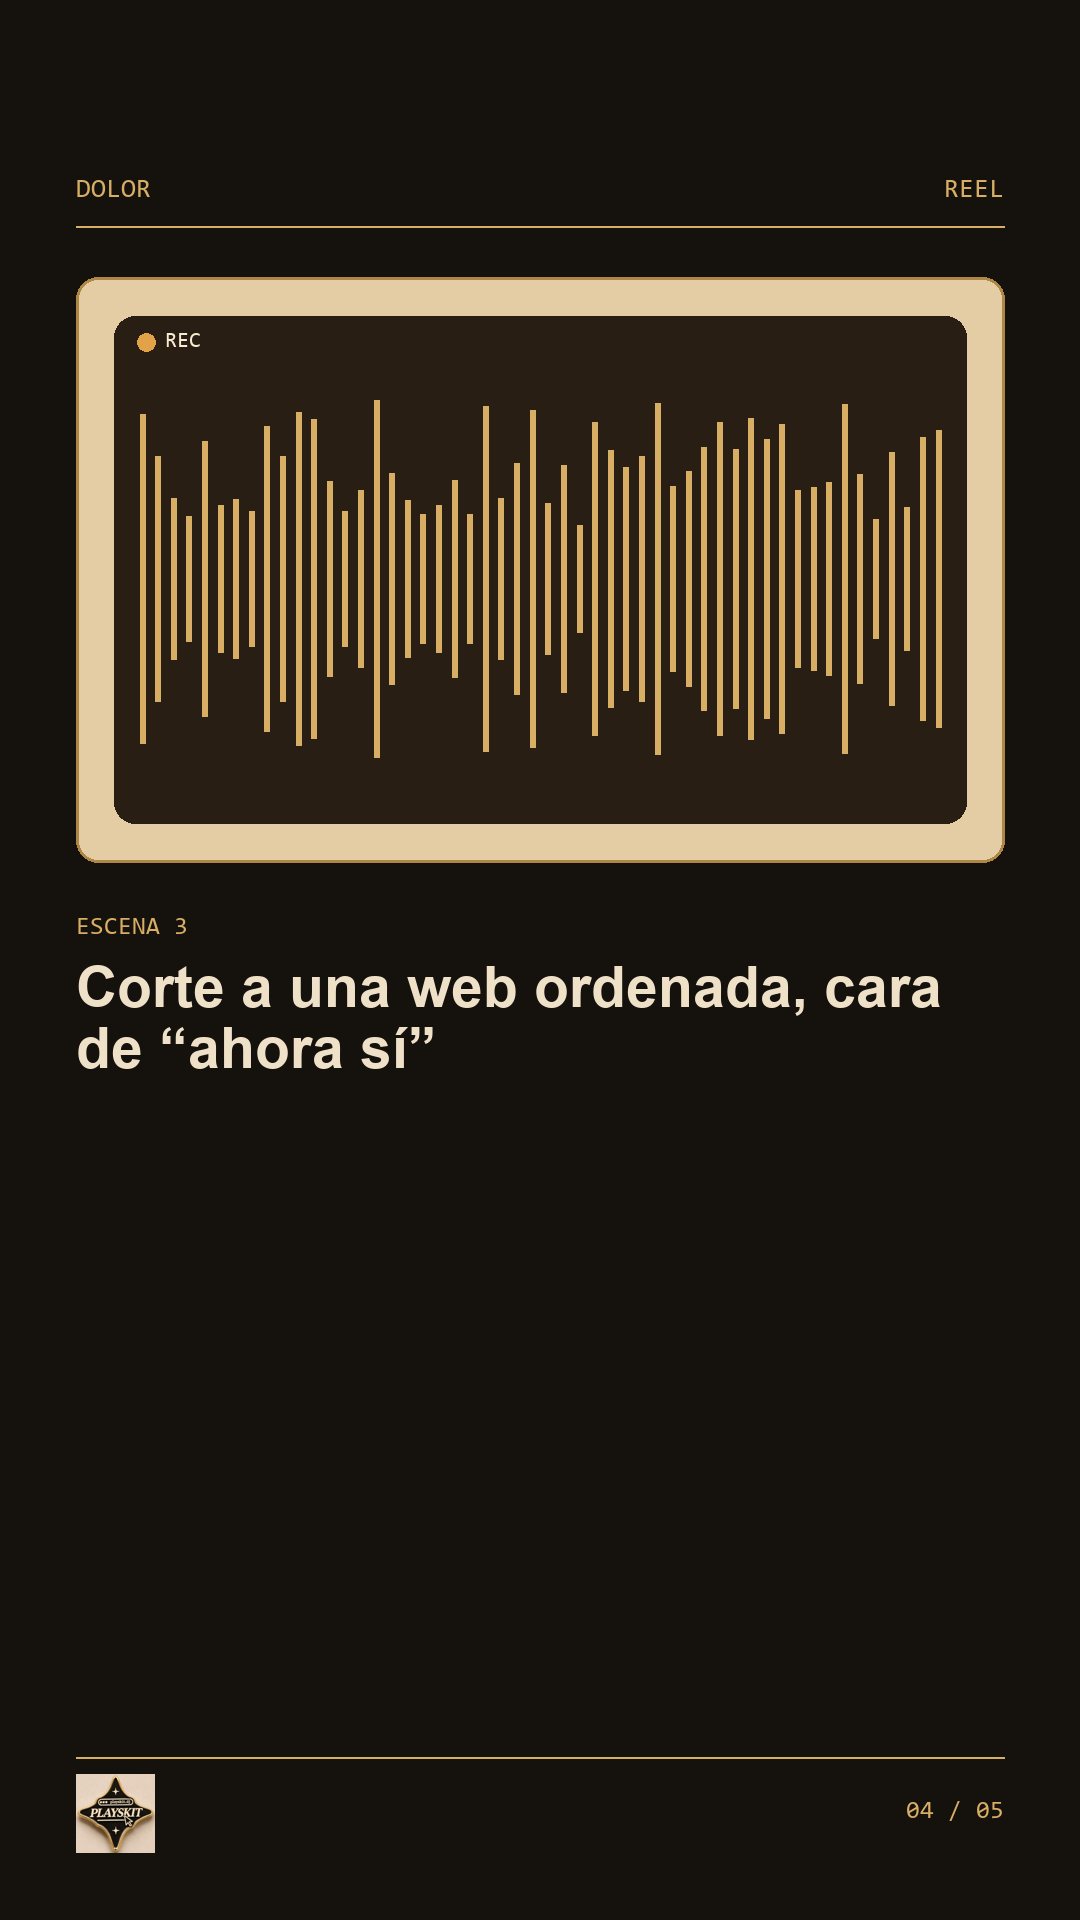 DOLOR
REEL
REC
ESCENA 3
Corte a una web ordenada, cara
de “ahora sí”
PLAYSKIT
04 / 05